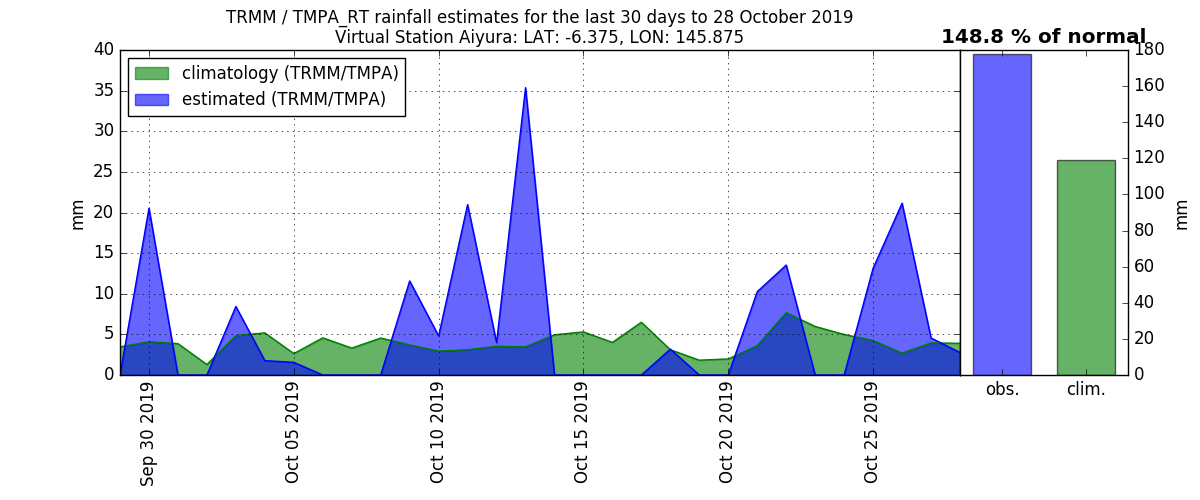 TRMM / TMPA_RT rainfall estimates for the last 30 days to 28 October 2019
Virtual Station Aiyura: LAT: -6.375, LON: 145.875
148.8 % of normal
climatology (TRMM/TMPA)
estimated (TRMM/TMPA)
40
35
30
25
20
15
10
5
0
mm
Sep 30 2019
Oct 05 2019
Oct 10 2019
Oct 15 2019
Oct 20 2019
Oct 25 2019
obs.
clim.
180
160
140
120
100
80
60
40
20
0
mm